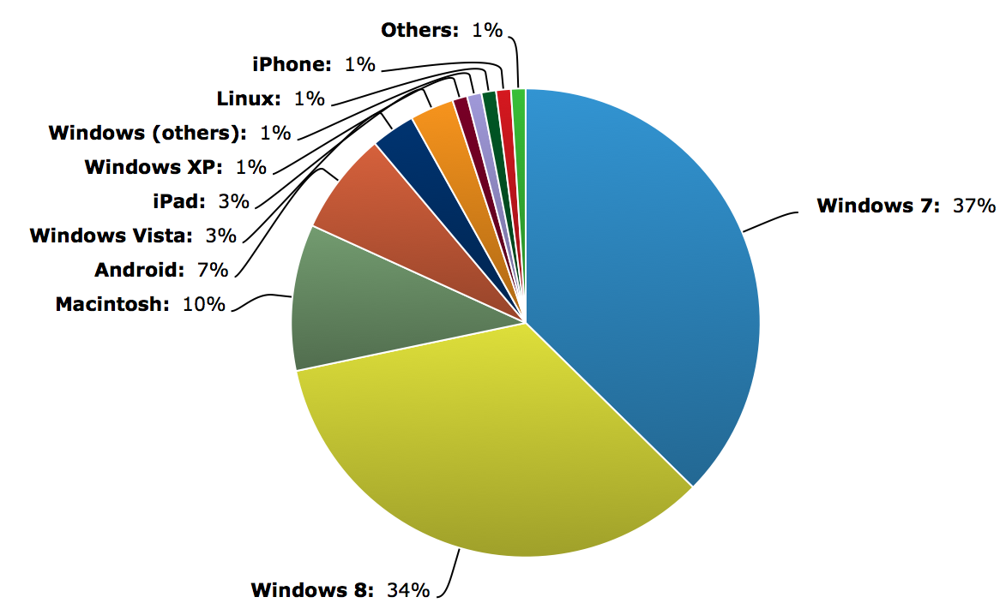 Others: 1%
iPhone: 1%
Linux: 1%
Windows (others): 1%
Windows XP: 1%
iPad: 3%
Windows 7: 37%
Windows Vista: 3%
Android: 7%
Macintosh: 10%
Windows 8: 34%